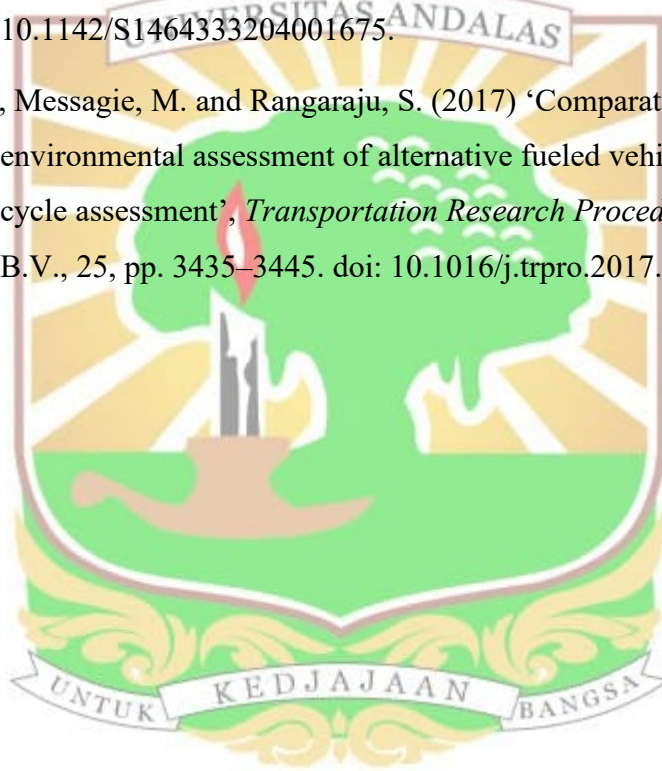 UNIVERSITAS ANDALAS
10.1142/S1464333204001675.
, Messagie, M. and Rangaraju, S. (2017) ‘Comparat
environmental assessment of alternative fueled vehi
cycle assessment’, Transportation Research Proced
B.V., 25, pp. 3435–3445. doi: 10.1016/j.trpro.2017.
UNTUK KEDJAJAAN BANGSA